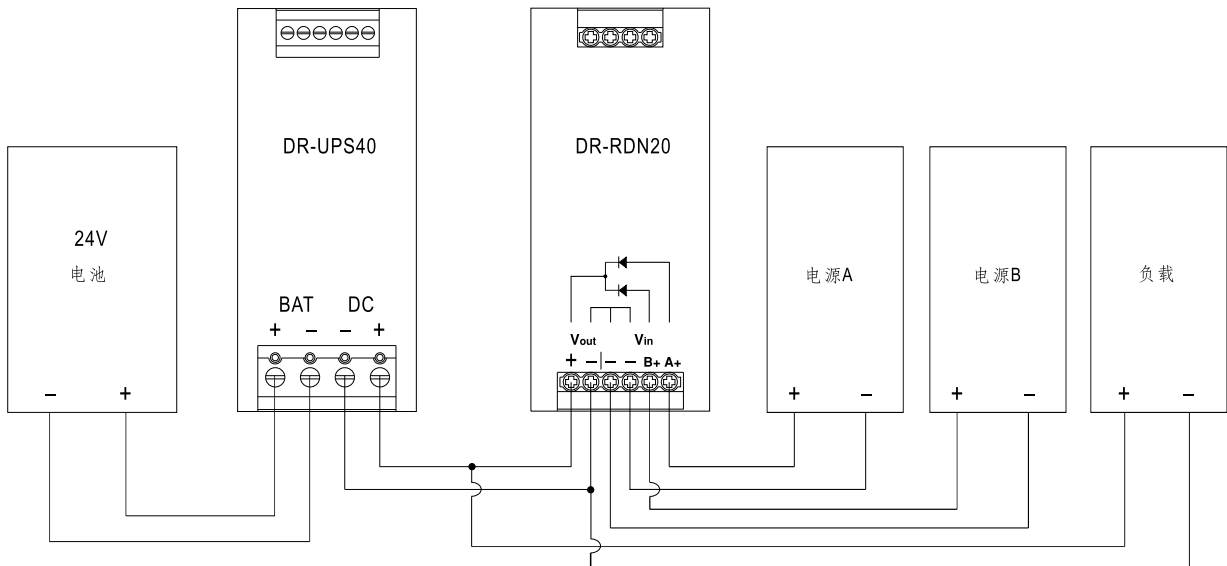 DR-UPS40
DR-RDN20
24V
电池
电源A
电源B
负载
BAT DC
+ − − +
Vout Vin
+ −|− − B+ A+
− +
+ −
+ −
+ −